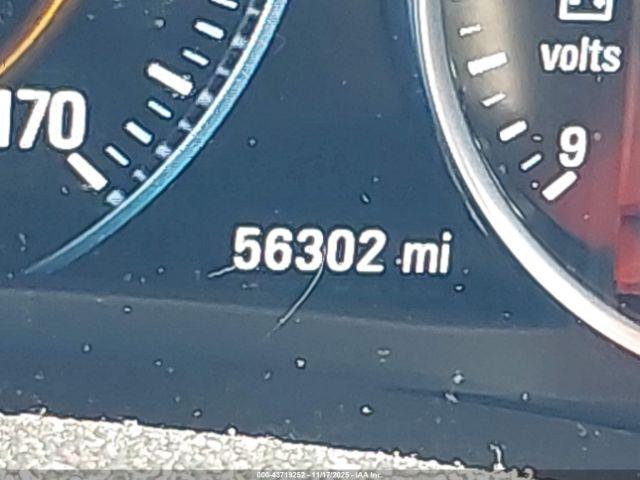 volts
170
9
56302 mi
000-43719252 - 11/17/2025 - IAA Inc.